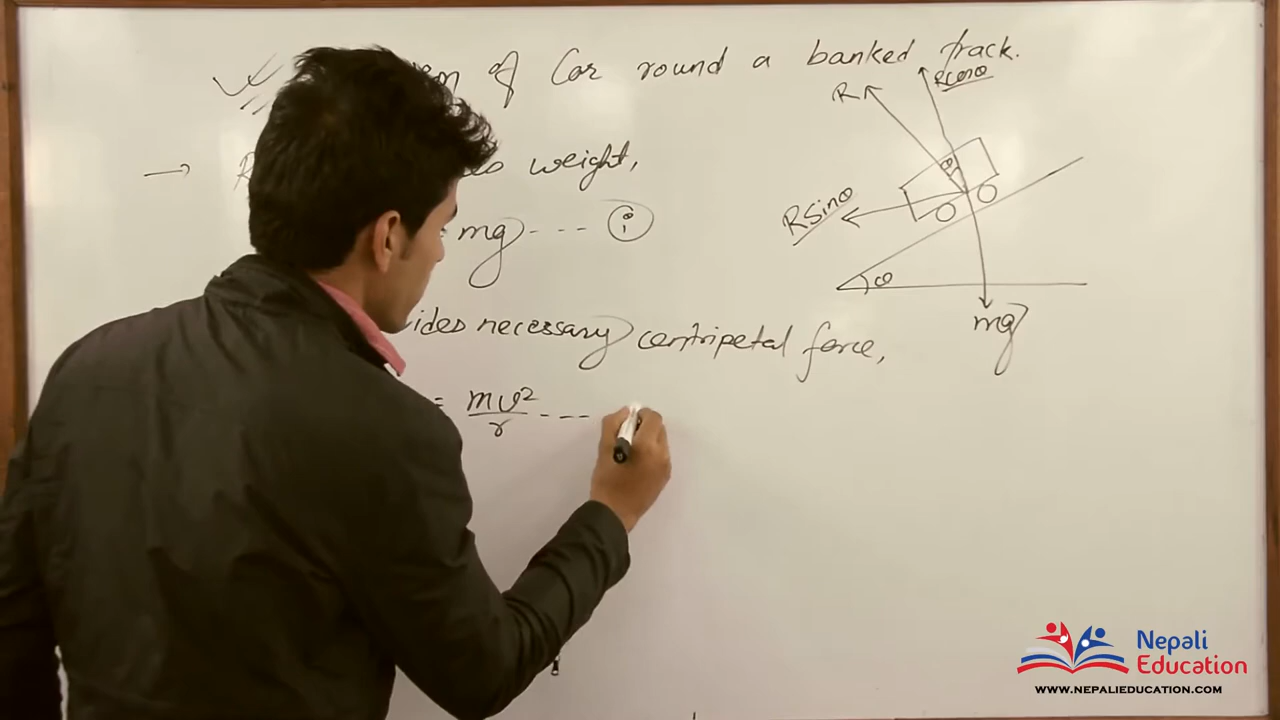 of Car round a banked track.
R Rcosθ
→ weight,
θ
Rsinθ
mg --- (i)
θ
mg
ides necessary centripetal force,
= mv²/r ---
Nepali
Education
WWW.NEPALIEDUCATION.COM